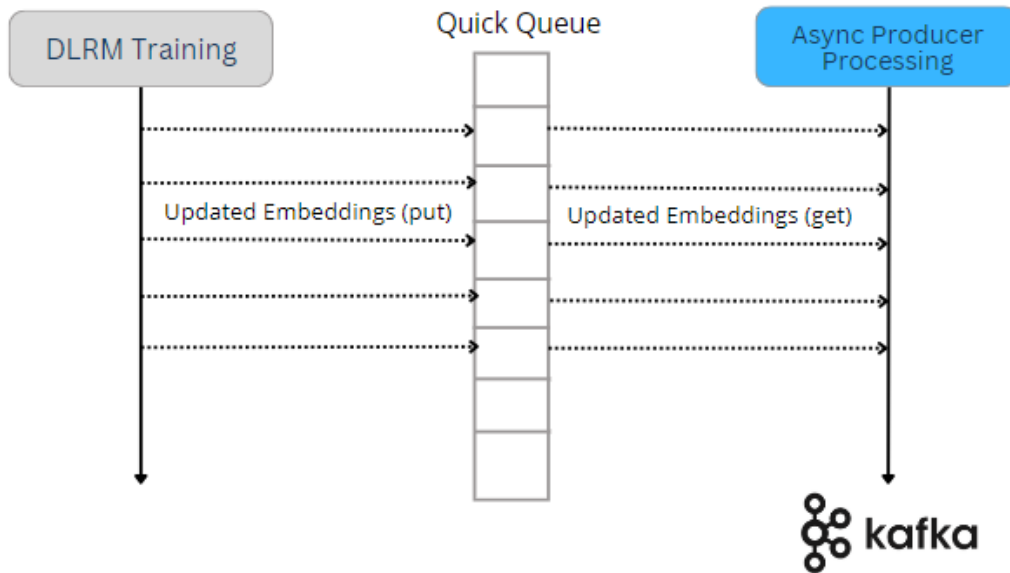 DLRM Training
Quick Queue
Async Producer
Processing
Updated Embeddings (put)
Updated Embeddings (get)
kafka